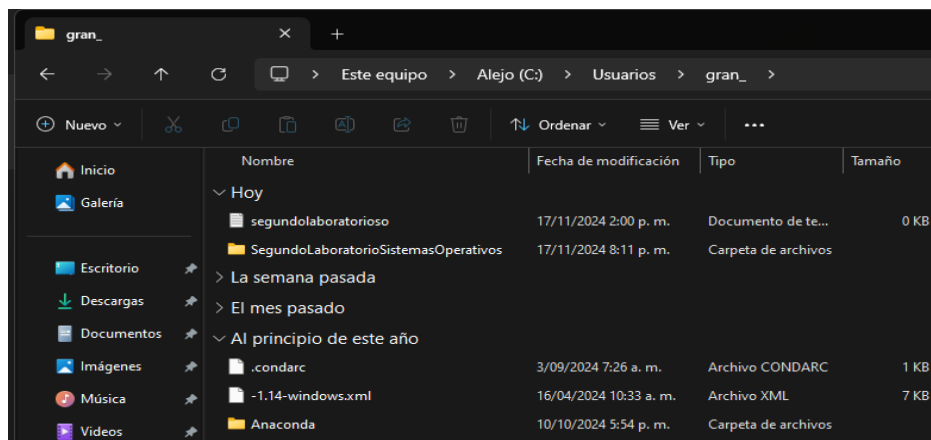 gran_
Este equipo > Alejo (C:) > Usuarios > gran_ >
Nuevo Ordenar Ver ...
Nombre Fecha de modificación Tipo Tamaño
Inicio
Galería
Escritorio
Descargas
Documentos
Imágenes
Música
Videos
Hoy
segundolaboratorioso 17/11/2024 2:00 p. m. Documento de te... 0 KB
SegundoLaboratorioSistemasOperativos 17/11/2024 8:11 p. m. Carpeta de archivos
La semana pasada
El mes pasado
Al principio de este año
.condarc 3/09/2024 7:26 a. m. Archivo CONDARC 1 KB
-1.14-windows.xml 16/04/2024 10:33 a. m. Archivo XML 7 KB
Anaconda 10/10/2024 5:54 p. m. Carpeta de archivos